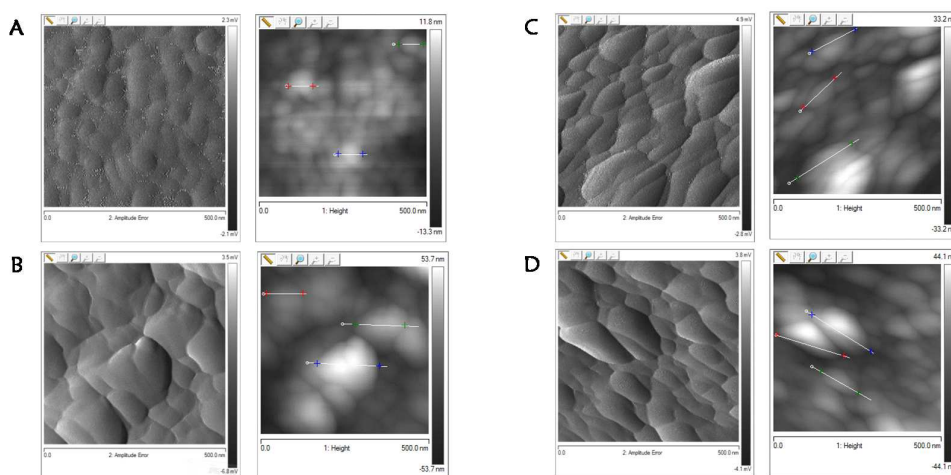 A
2.3 mV
0.0
2: Amplitude Error
500.0 nm
-2.1 mV
11.8 nm
0.0
1: Height
500.0 nm
-13.3 nm
C
4.9 mV
0.0
2: Amplitude Error
500.0 nm
-2.8 mV
33.2 n
0.0
1: Height
500.0 nm
-33.2 n
B
3.5 mV
0.0
2: Amplitude Error
500.0 nm
53.7 nm
0.0
1: Height
500.0 nm
-53.7 nm
D
3.8 mV
0.0
2: Amplitude Error
500.0 nm
-4.1 mV
44.1 n
0.0
1: Height
500.0 nm
-44.1 n